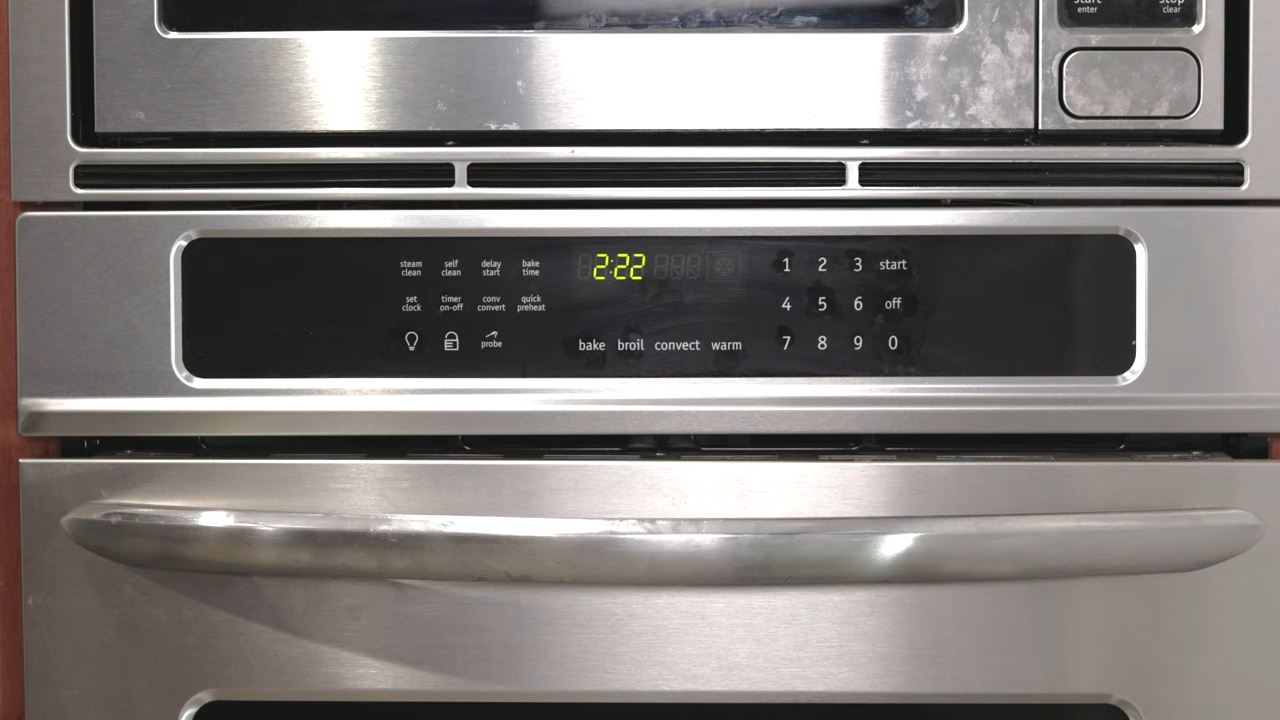 start stop
enter clear
steam clean self clean delay start bake time
2:22
1 2 3 start
set clock timer on-off conv convert quick preheat
4 5 6 off
probe
bake broil convect warm
7 8 9 0